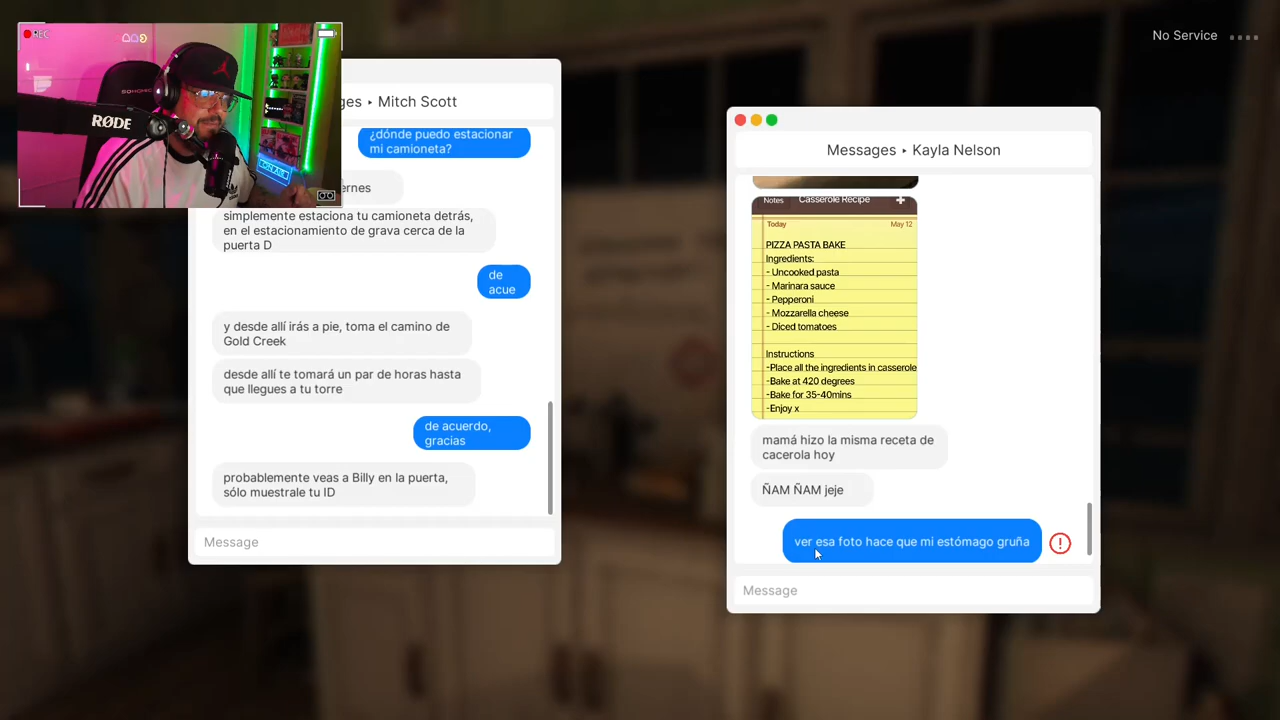 REC
RØDE
ON AIR
No Service
ges ▸ Mitch Scott
¿dónde puedo estacionar
mi camioneta?
ernes
simplemente estaciona tu camioneta detrás,
en el estacionamiento de grava cerca de la
puerta D
de
acue
y desde allí irás a pie, toma el camino de
Gold Creek
desde allí te tomará un par de horas hasta
que llegues a tu torre
de acuerdo,
gracias
probablemente veas a Billy en la puerta,
sólo muestrale tu ID
Message
Messages ▸ Kayla Nelson
Notes Casserole Recipe +
Today May 12
PIZZA PASTA BAKE
Ingredients:
- Uncooked pasta
- Marinara sauce
- Pepperoni
- Mozzarella cheese
- Diced tomatoes
Instructions
-Place all the ingredients in casserole
-Bake at 420 degrees
-Bake for 35-40mins
-Enjoy x
mamá hizo la misma receta de
cacerola hoy
ÑAM ÑAM jeje
ver esa foto hace que mi estómago gruña
Message